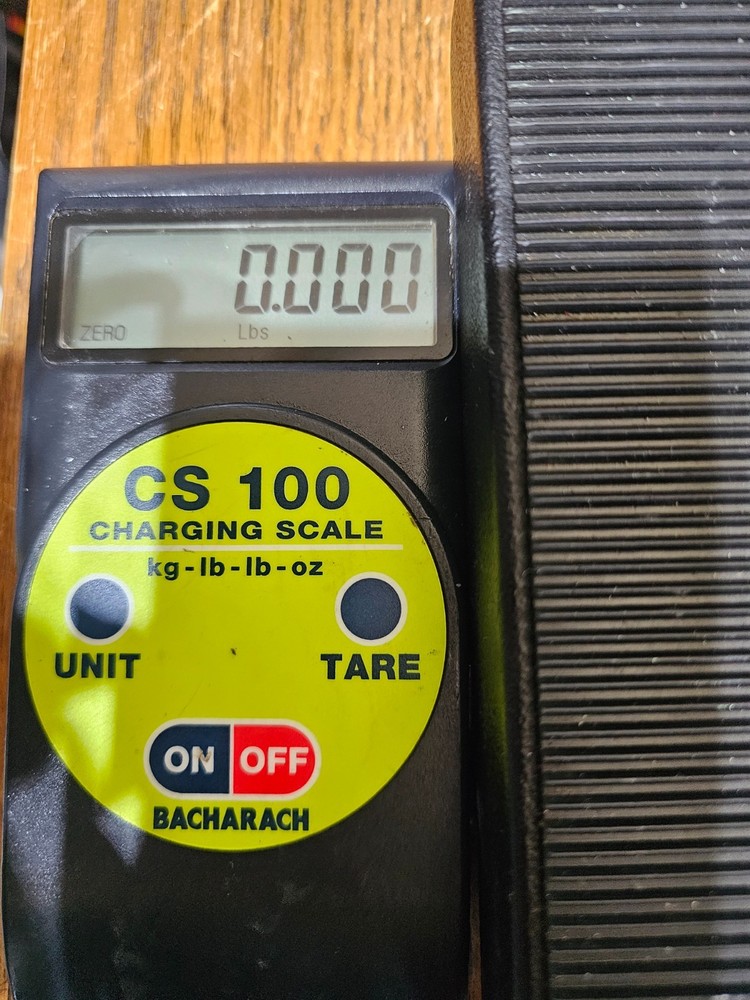 0.000
ZERO Lbs
CS 100
CHARGING SCALE
kg-lb-lb-oz
UNIT TARE
ON OFF
BACHARACH